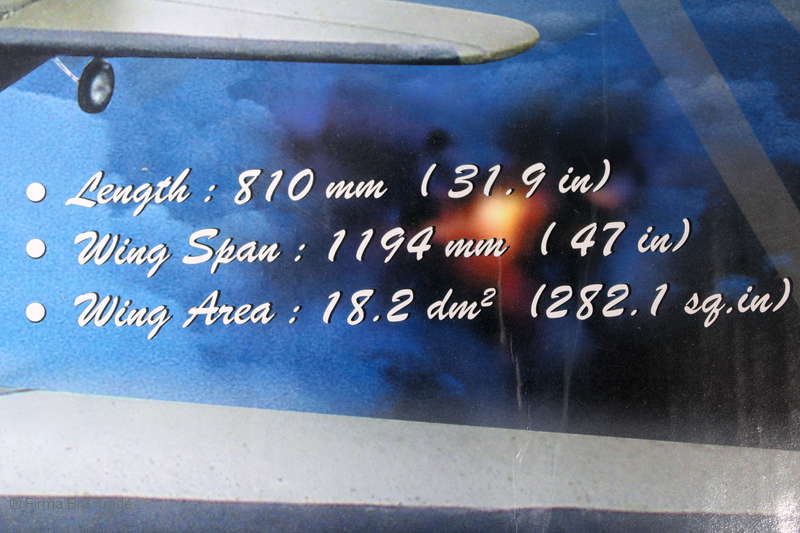 • Length : 810 mm ( 31.9 in)
• Wing Span : 1194 mm ( 47 in)
• Wing Area : 18.2 dm² (282.1 sq.in)